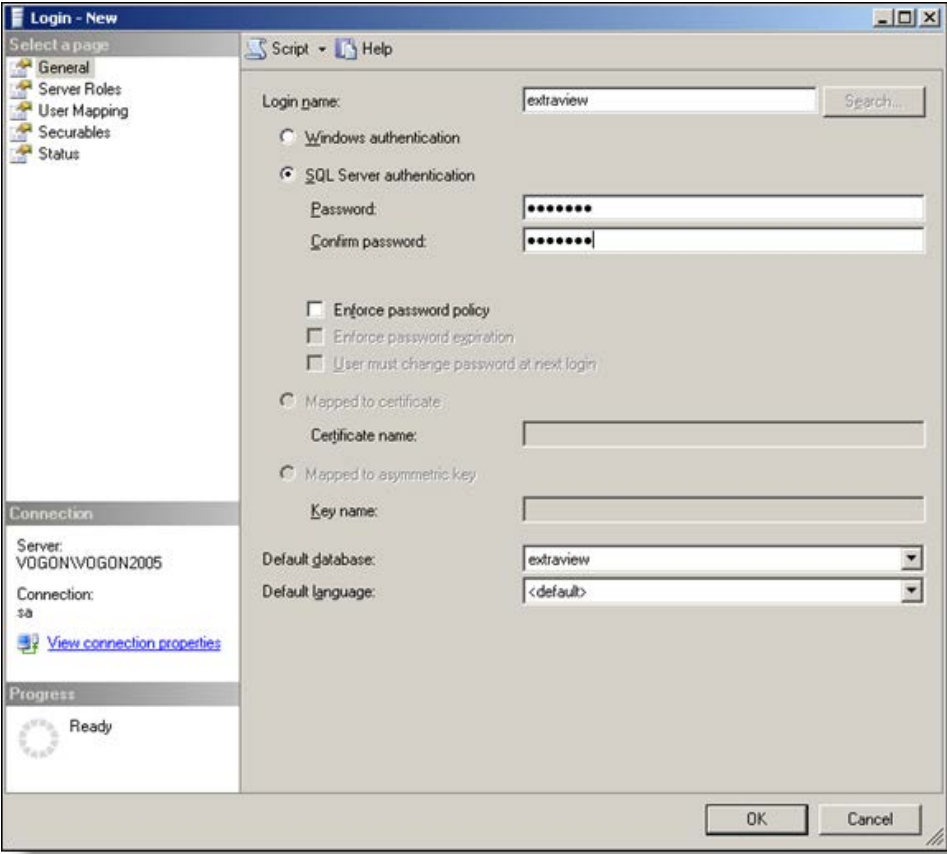 Login - New
Select a page
General
Server Roles
User Mapping
Securables
Status
Script
Help
Login name:
extraview
Search...
Windows authentication
SQL Server authentication
Password:
●●●●●●●
Confirm password:
●●●●●●●
Enforce password policy
Enforce password expiration
User must change password at next login
Mapped to certificate
Certificate name:
Mapped to asymmetric key
Key name:
Default database:
extraview
Default language:
<default>
Connection
Server:
VOGON\VOGON2005
Connection:
sa
View connection properties
Progress
Ready
OK
Cancel